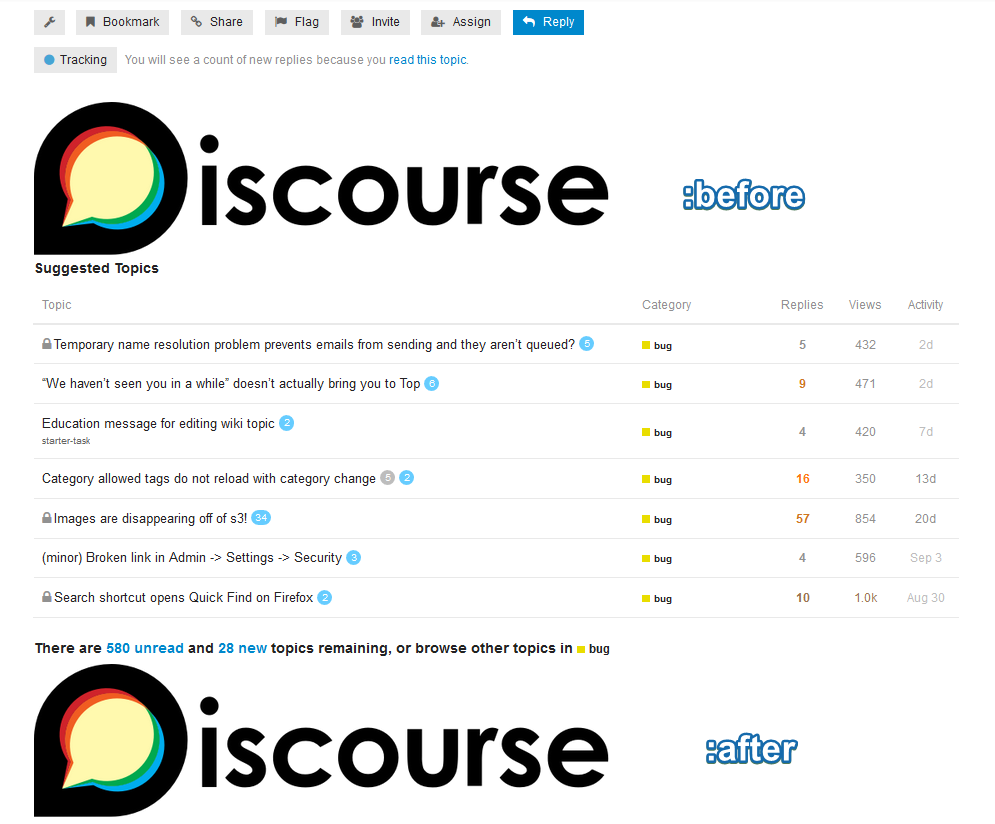 Bookmark Share Flag Invite Assign Reply
Tracking You will see a count of new replies because you read this topic.
Discourse :before
Suggested Topics
Topic Category Replies Views Activity
Temporary name resolution problem prevents emails from sending and they aren’t queued? 5 bug 5 432 2d
“We haven’t seen you in a while” doesn’t actually bring you to Top 6 bug 9 471 2d
Education message for editing wiki topic 2 bug 4 420 7d
starter-task
Category allowed tags do not reload with category change 5 2 bug 16 350 13d
Images are disappearing off of s3! 34 bug 57 854 20d
(minor) Broken link in Admin -> Settings -> Security 3 bug 4 596 Sep 3
Search shortcut opens Quick Find on Firefox 2 bug 10 1.0k Aug 30
There are 580 unread and 28 new topics remaining, or browse other topics in bug
Discourse :after